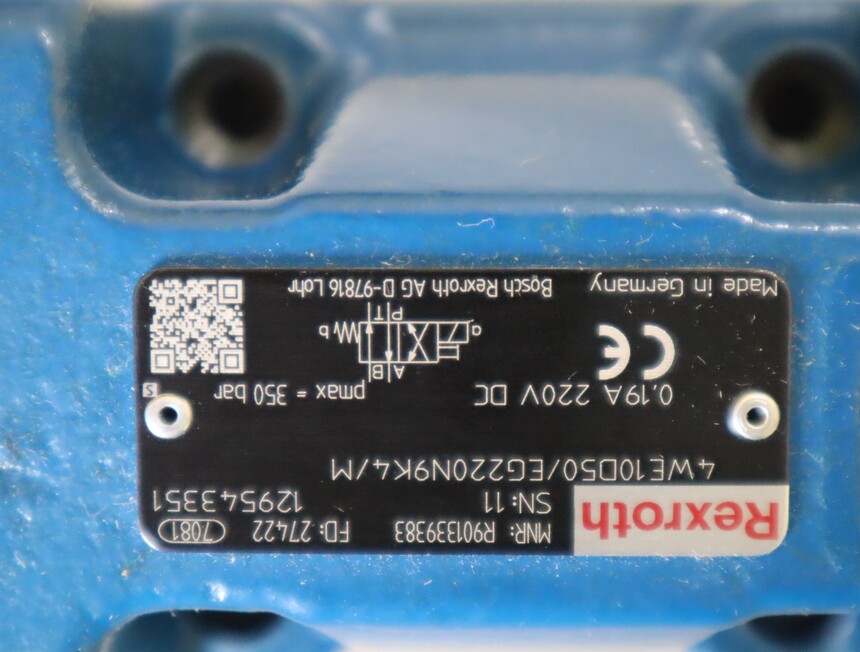 Rexroth
MNR: R901339383 FD: 27422 7081
SN: 11 129543351
4WE10D50/EG220N9K4/M
0.19A 220V DC pmax = 350 bar
S
CE
A B
a b
P T
Made in Germany Bosch Rexroth AG D-97816 Lohr